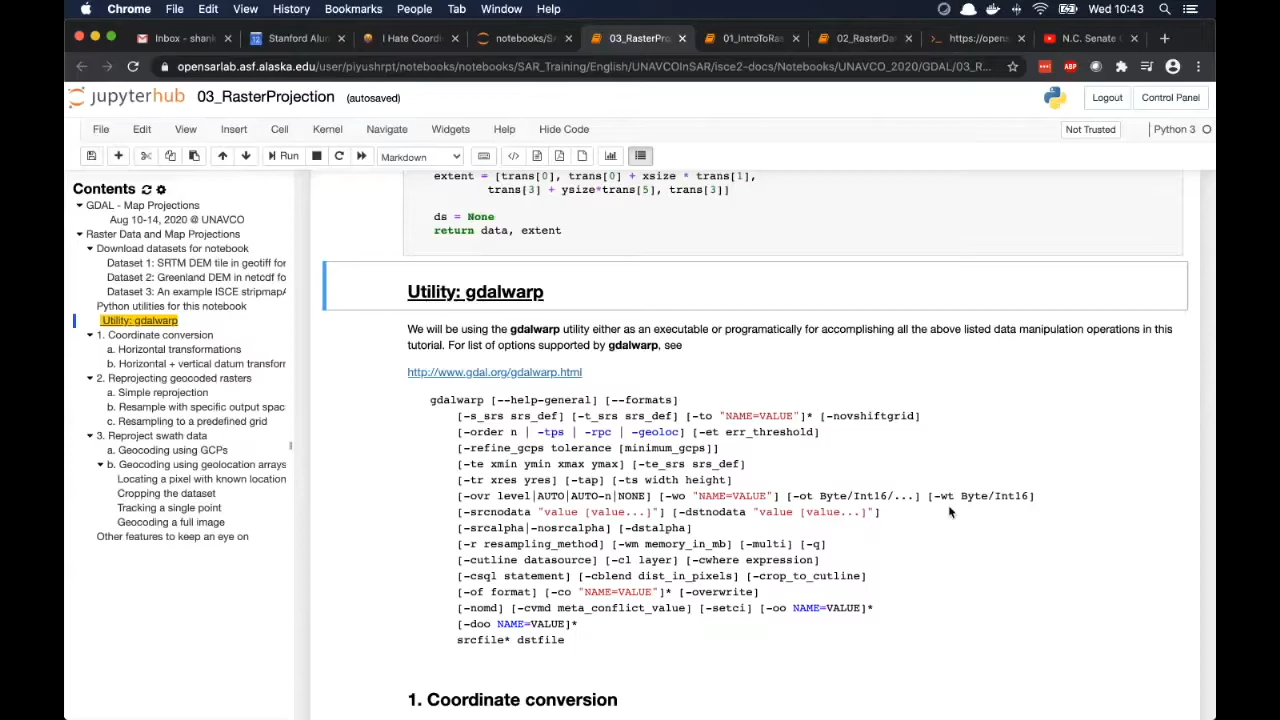 Chrome File Edit View History Bookmarks People Tab Window Help Wed 10:43
Inbox - shank
Stanford Alun
I Hate Coordi
notebooks/SA
03_RasterPro
01_IntroToRas
02_RasterDat
https://opens
N.C. Senate C
opensarlab.asf.alaska.edu/user/piyushrpt/notebooks/notebooks/SAR_Training/English/UNAVCOInSAR/isce2-docs/Notebooks/UNAVCO_2020/GDAL/03_R...
ABP
jupyterhub 03_RasterProjection (autosaved)
Logout Control Panel
File Edit View Insert Cell Kernel Navigate Widgets Help Hide Code
Not Trusted Python 3
Run Markdown
Contents
GDAL - Map Projections
Aug 10-14, 2020 @ UNAVCO
Raster Data and Map Projections
Download datasets for notebook
Dataset 1: SRTM DEM tile in geotiff for
Dataset 2: Greenland DEM in netcdf fo
Dataset 3: An example ISCE stripmapA
Python utilities for this notebook
Utility: gdalwarp
1. Coordinate conversion
a. Horizontal transformations
b. Horizontal + vertical datum transforn
2. Reprojecting geocoded rasters
a. Simple reprojection
b. Resample with specific output spac
c. Resampling to a predefined grid
3. Reproject swath data
a. Geocoding using GCPs
b. Geocoding using geolocation arrays
Locating a pixel with known location
Cropping the dataset
Tracking a single point
Geocoding a full image
Other features to keep an eye on
extent = [trans[0], trans[0] + xsize * trans[1],
trans[3] + ysize*trans[5], trans[3]]
ds = None
return data, extent
Utility: gdalwarp
We will be using the gdalwarp utility either as an executable or programatically for accomplishing all the above listed data manipulation operations in this
tutorial. For list of options supported by gdalwarp, see
http://www.gdal.org/gdalwarp.html
gdalwarp [--help-general] [--formats]
[-s_srs srs_def] [-t_srs srs_def] [-to "NAME=VALUE"]* [-novshiftgrid]
[-order n | -tps | -rpc | -geoloc] [-et err_threshold]
[-refine_gcps tolerance [minimum_gcps]]
[-te xmin ymin xmax ymax] [-te_srs srs_def]
[-tr xres yres] [-tap] [-ts width height]
[-ovr level|AUTO|AUTO-n|NONE] [-wo "NAME=VALUE"] [-ot Byte/Int16/...] [-wt Byte/Int16]
[-srcnodata "value [value...]"] [-dstnodata "value [value...]"]
[-srcalpha|-nosrcalpha] [-dstalpha]
[-r resampling_method] [-wm memory_in_mb] [-multi] [-q]
[-cutline datasource] [-cl layer] [-cwhere expression]
[-csql statement] [-cblend dist_in_pixels] [-crop_to_cutline]
[-of format] [-co "NAME=VALUE"]* [-overwrite]
[-nomd] [-cvmd meta_conflict_value] [-setci] [-oo NAME=VALUE]*
[-doo NAME=VALUE]*
srcfile* dstfile
1. Coordinate conversion